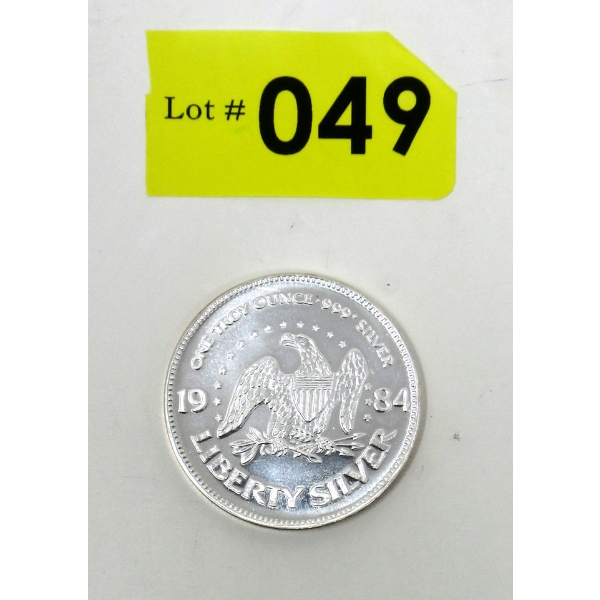 Lot # 049
ONE TROY OUNCE · 999+ SILVER
19 84
LIBERTY SILVER